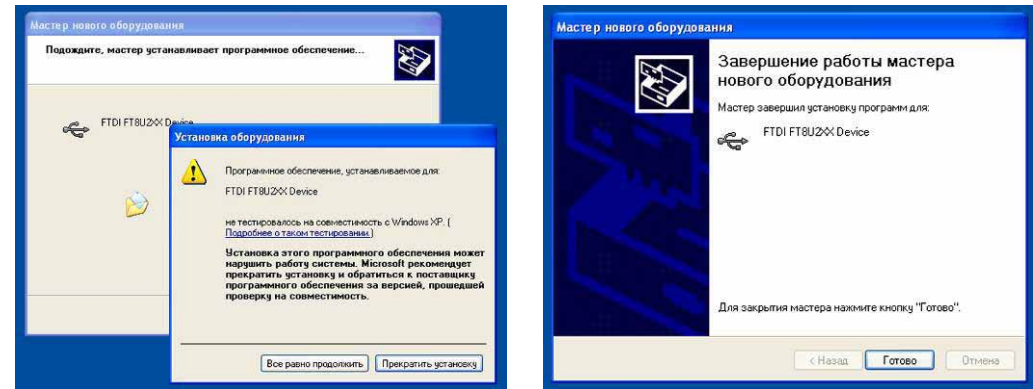 Мастер нового оборудования
Подождите, мастер устанавливает программное обеспечение...
FTDI FT8U2XX Device
Установка оборудования
Программное обеспечение, устанавливаемое для:
FTDI FT8U2XX Device
не тестировалось на совместимость с Windows XP. (
Подробнее о таком тестировании.)
Установка этого программного обеспечения может
нарушить работу системы. Microsoft рекомендует
прекратить установку и обратиться к поставщику
программного обеспечения за версией, прошедшей
проверку на совместимость.
Все равно продолжить
Прекратить установку
Мастер нового оборудования
Завершение работы мастера
нового оборудования
Мастер завершил установку программ для:
FTDI FT8U2XX Device
Для закрытия мастера нажмите кнопку "Готово".
< Назад
Готово
Отмена